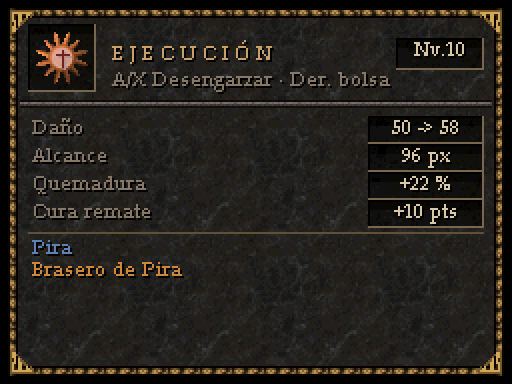 EJECUCIÓN
Nv.10
A/X Desengarzar · Der. bolsa
Daño 50 -> 58
Alcance 96 px
Quemadura +22 %
Cura remate +10 pts
Pira
Brasero de Pira